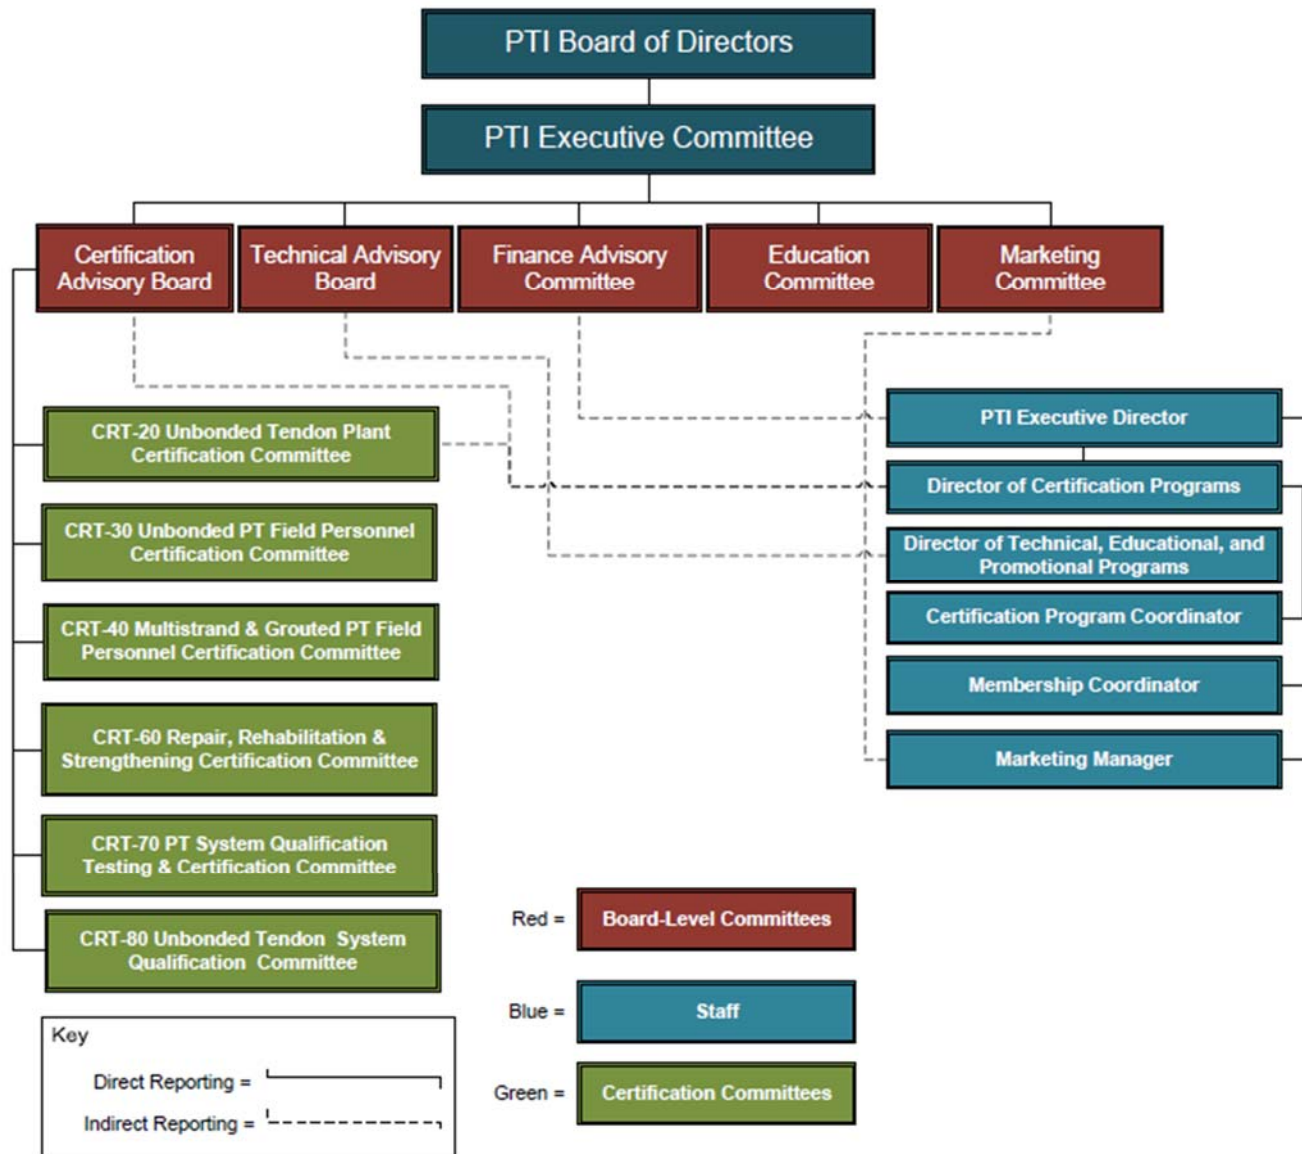 PTI Board of Directors
PTI Executive Committee
Certification
Advisory Board
Technical Advisory
Board
Finance Advisory
Committee
Education
Committee
Marketing
Committee
CRT-20 Unbonded Tendon Plant
Certification Committee
CRT-30 Unbonded PT Field Personnel
Certification Committee
CRT-40 Multistrand & Grouted PT Field
Personnel Certification Committee
CRT-60 Repair, Rehabilitation &
Strengthening Certification Committee
CRT-70 PT System Qualification
Testing & Certification Committee
CRT-80 Unbonded Tendon System
Qualification Committee
PTI Executive Director
Director of Certification Programs
Director of Technical, Educational, and
Promotional Programs
Certification Program Coordinator
Membership Coordinator
Marketing Manager
Red =
Board-Level Committees
Blue =
Staff
Green =
Certification Committees
Key
Direct Reporting =
Indirect Reporting =